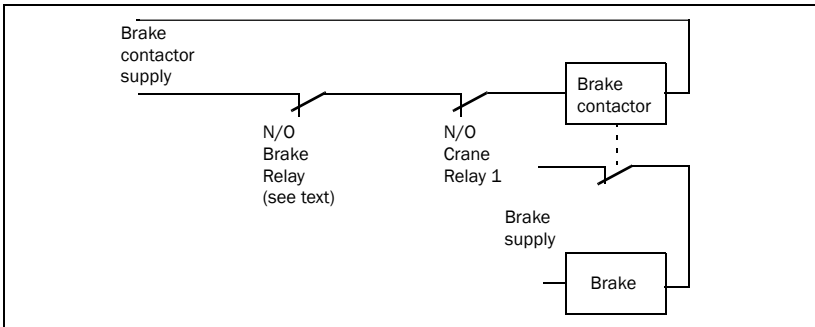 Brake
contactor
supply
Brake
contactor
N/O
Brake
Relay
(see text)
N/O
Crane
Relay 1
Brake
supply
Brake